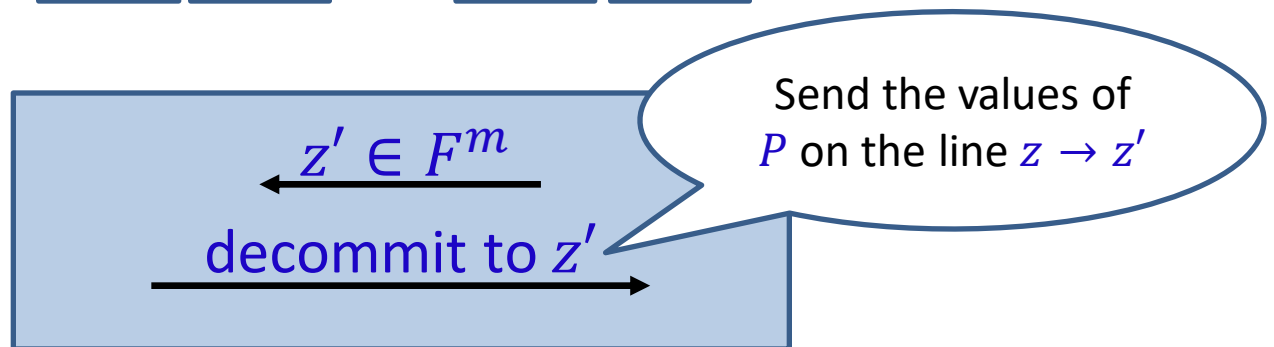 Send the values of
P on the line z → z′
z′ ∈ F^m
decommit to z′